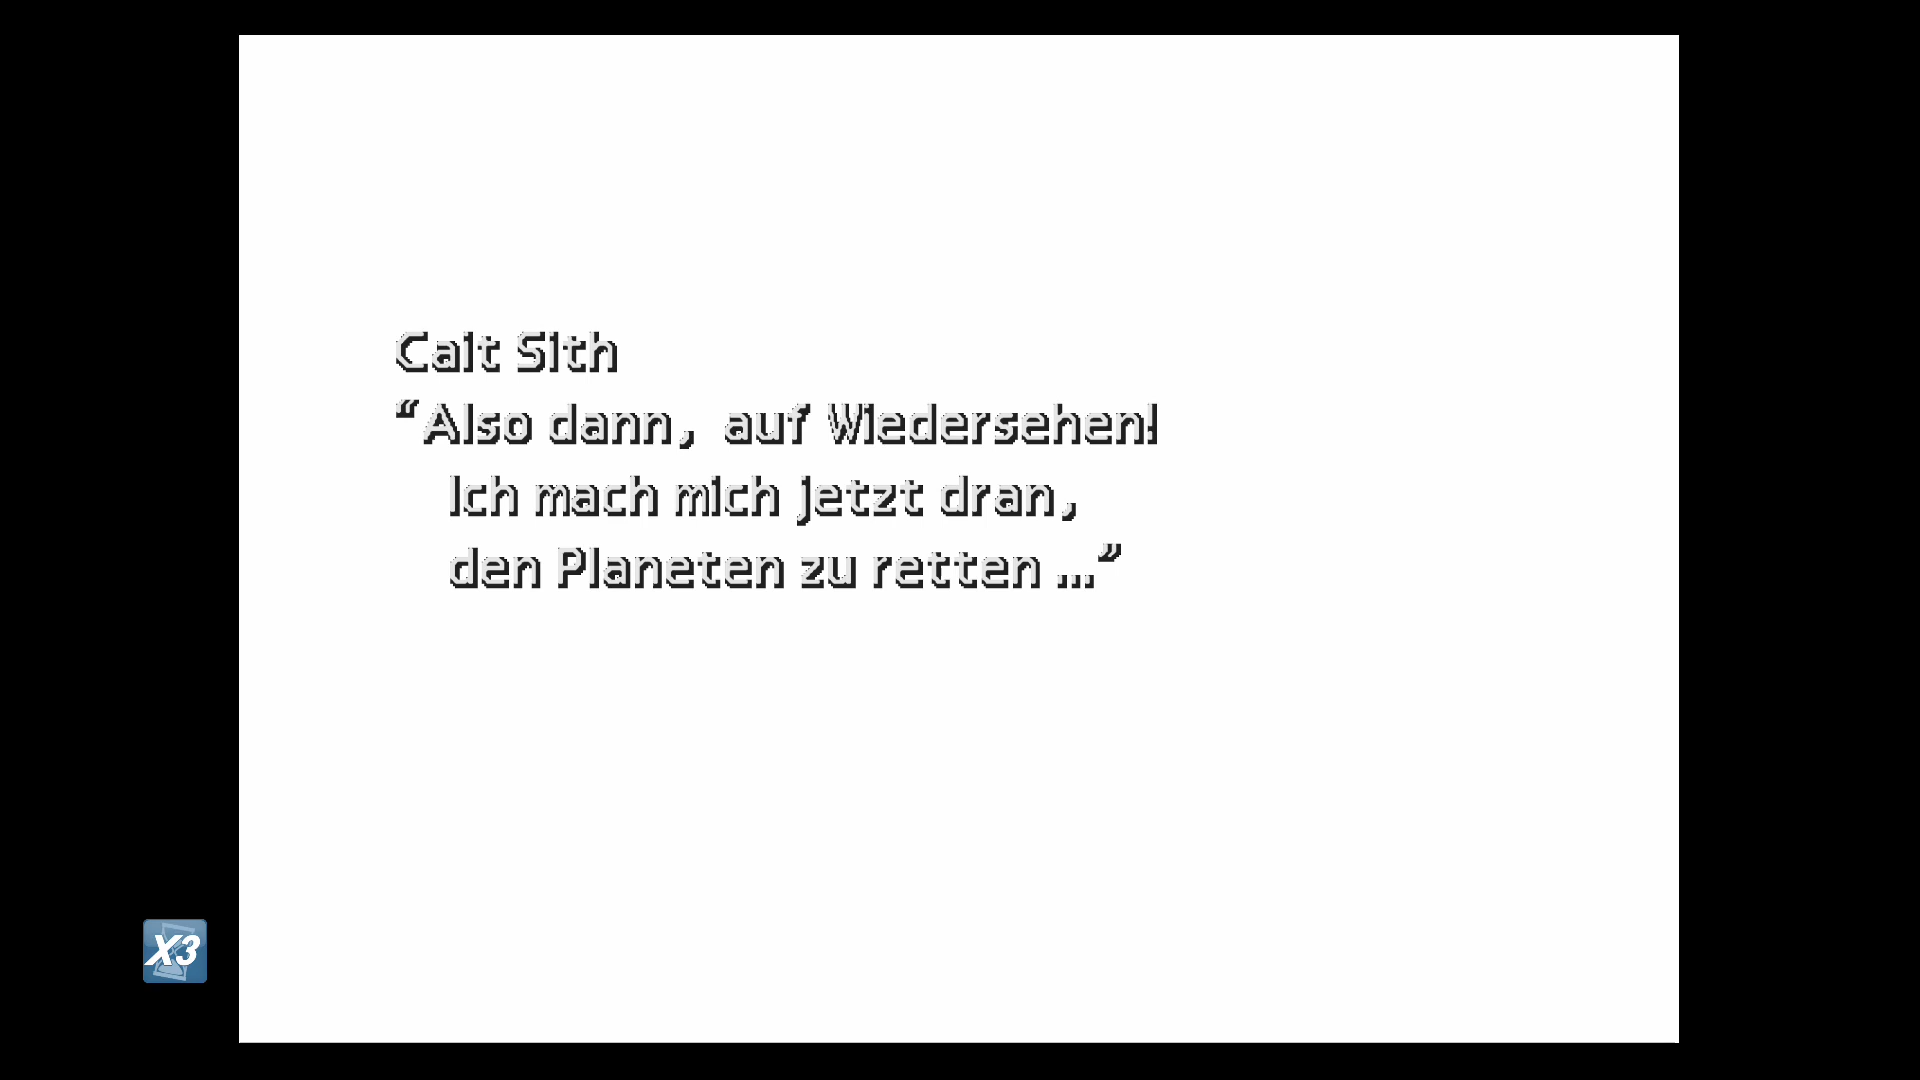 Cait Sith
“Also dann, auf Wiedersehen!
Ich mach mich jetzt dran,
den Planeten zu retten ...”
X3